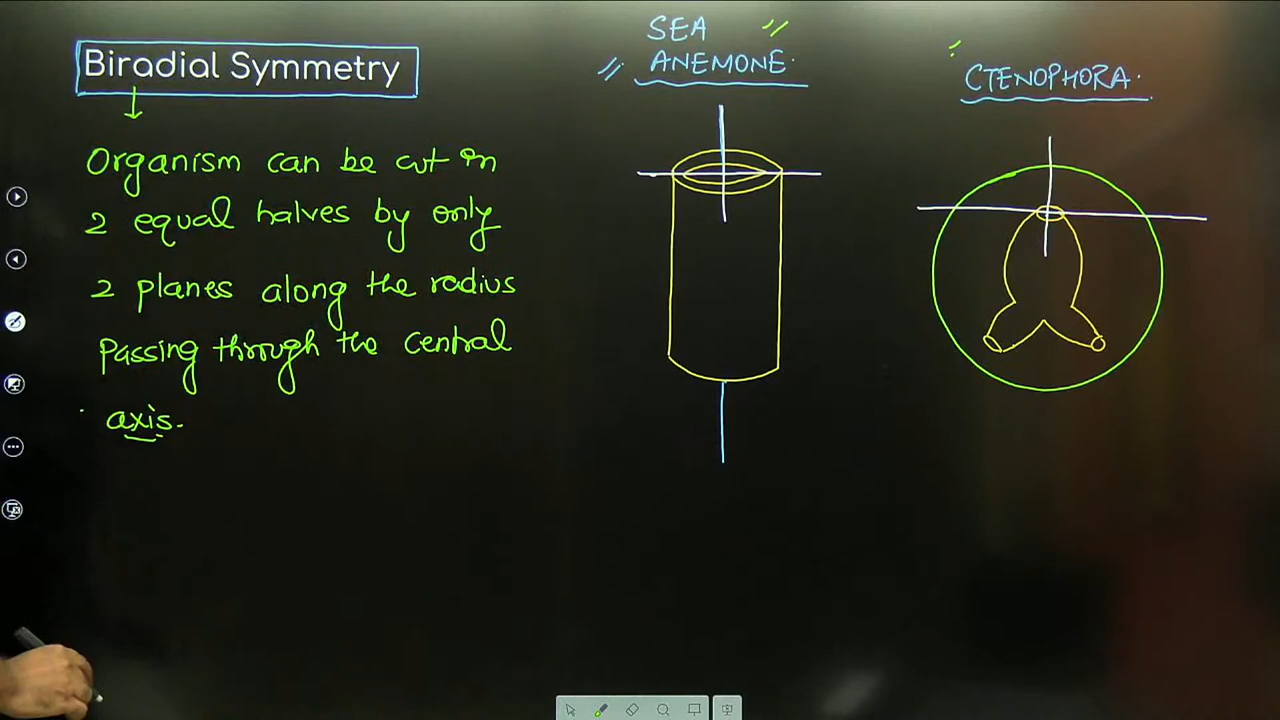 Biradial Symmetry
Organism can be cut in
2 equal halves by only
2 planes along the radius
Passing through the central
axis.
SEA
ANEMONE.
CTENOPHORA.